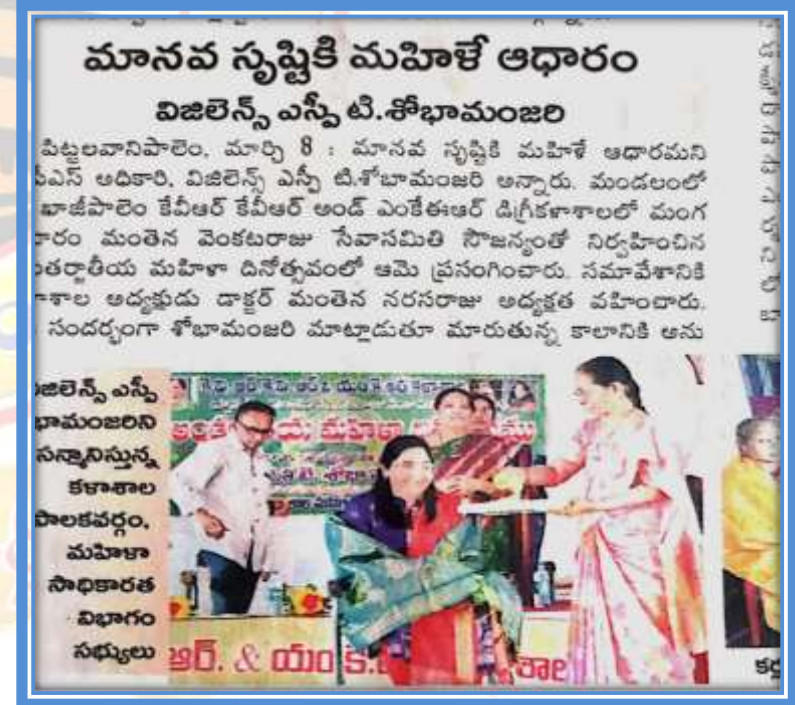 మానవ సృష్టికి మహిళే ఆధారం
విజిలెన్స్ ఎస్పీ టి.శోభామంజరి
పిట్టలవానిపాలెం, మార్చి 8 : మానవ సృష్టికి మహిళే ఆధారమని
పీఎస్ అధికారి, విజిలెన్స్ ఎస్పీ టి.శోబామంజరి అన్నారు. మండలంలో
ఖాజీపాలెం కేవీఆర్ కేవీఆర్ అండ్ ఎంకేఈఆర్ డిగ్రీకళాశాలలో మంగ
వారం మంతెన వెంకటరాజు సేవాసమితి సౌజన్యంతో నిర్వహించిన
తర్జాతీయ మహిళా దినోత్సవంలో ఆమె ప్రసంగించారు. సమావేశానికి
శాల అధ్యక్షుడు డాక్టర్ మంతెన నరసరాజు అధ్యక్షత వహించారు.
సందర్భంగా శోభామంజరి మాట్లాడుతూ మారుతున్న కాలానికి అను
జిలెన్స్ ఎస్పీ
భామంజరిని
సన్మానిస్తున్న
కళాశాల
పాలకవర్గం,
మహిళా
సాధికారత
విభాగం
సభ్యులు
మహిళా
టి. శోభా
ఆర్. & యం